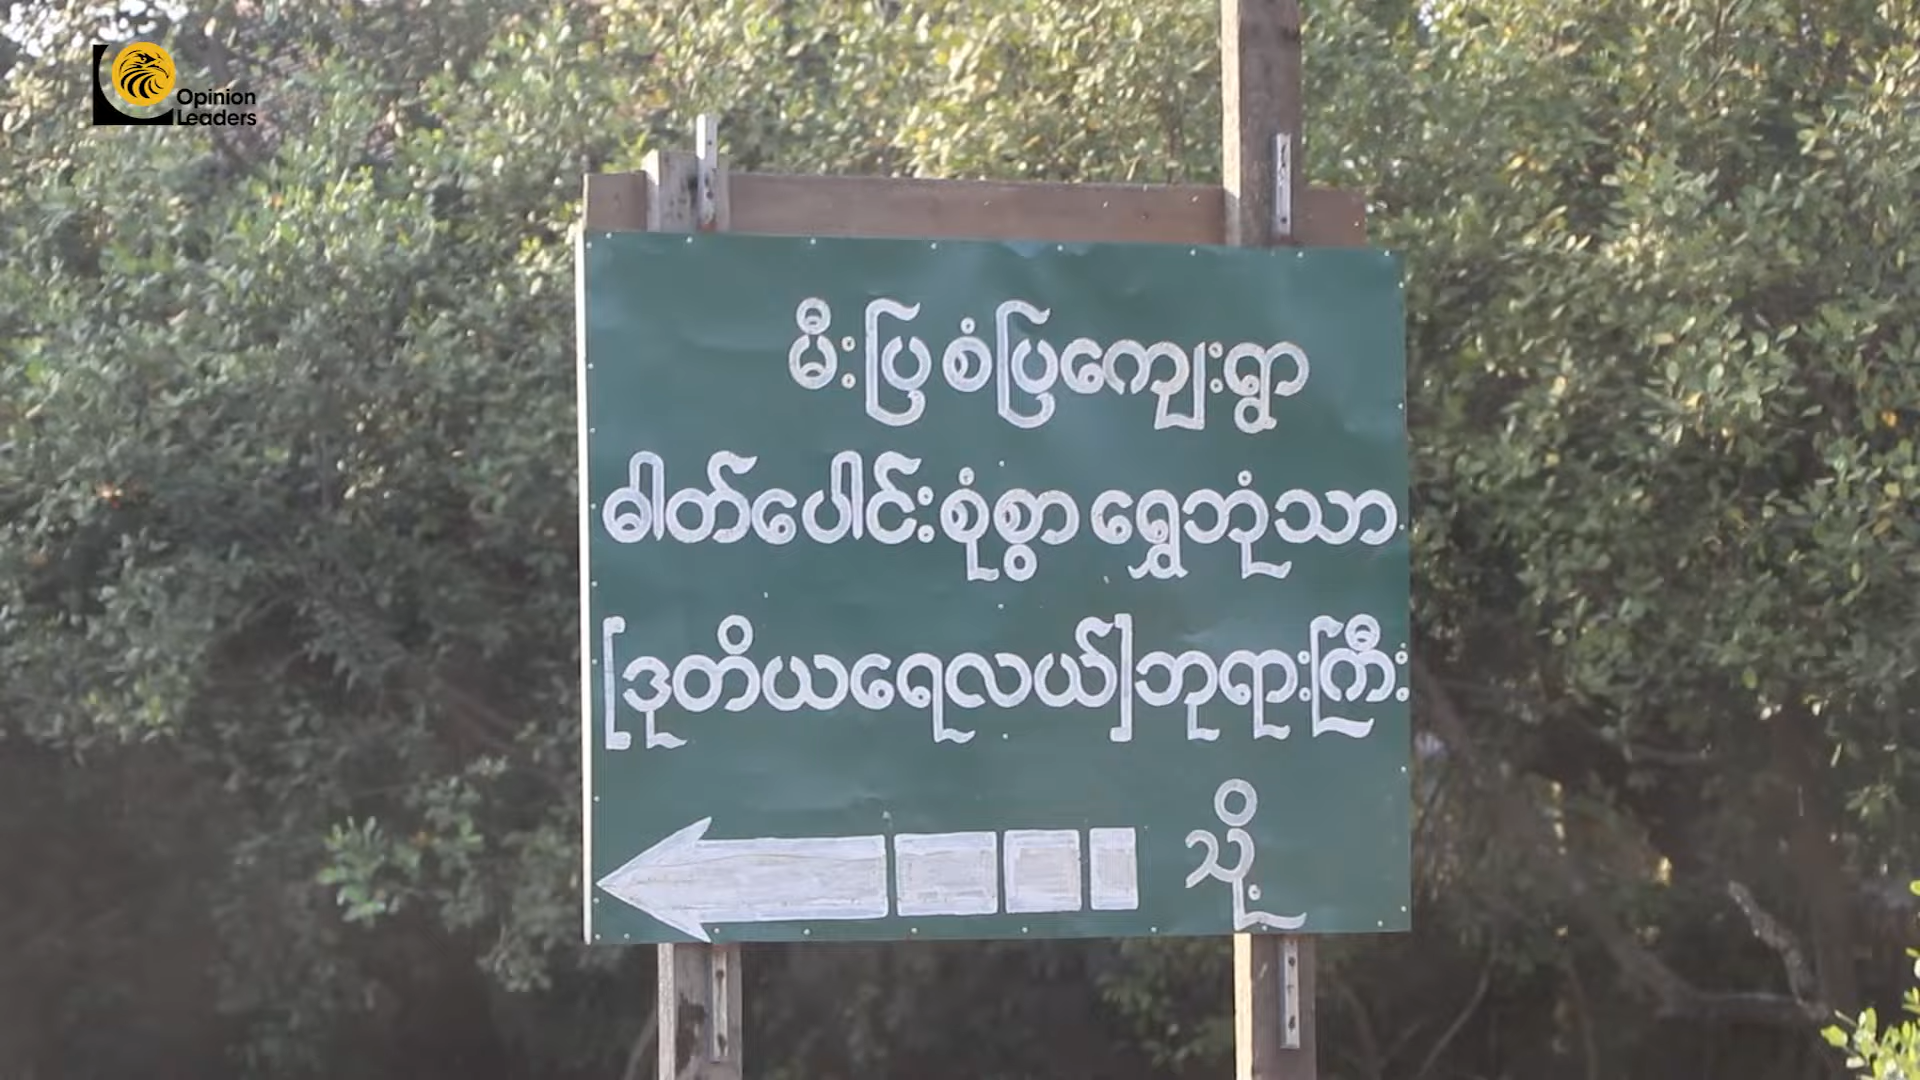 Opinion
Leaders
မီးပြစံပြကျေးရွာ
ဓါတ်ပေါင်းစုံစွာ ရွှေဘုံသာ
[ဒုတိယရေလယ်]ဘုရားကြီး
သို့